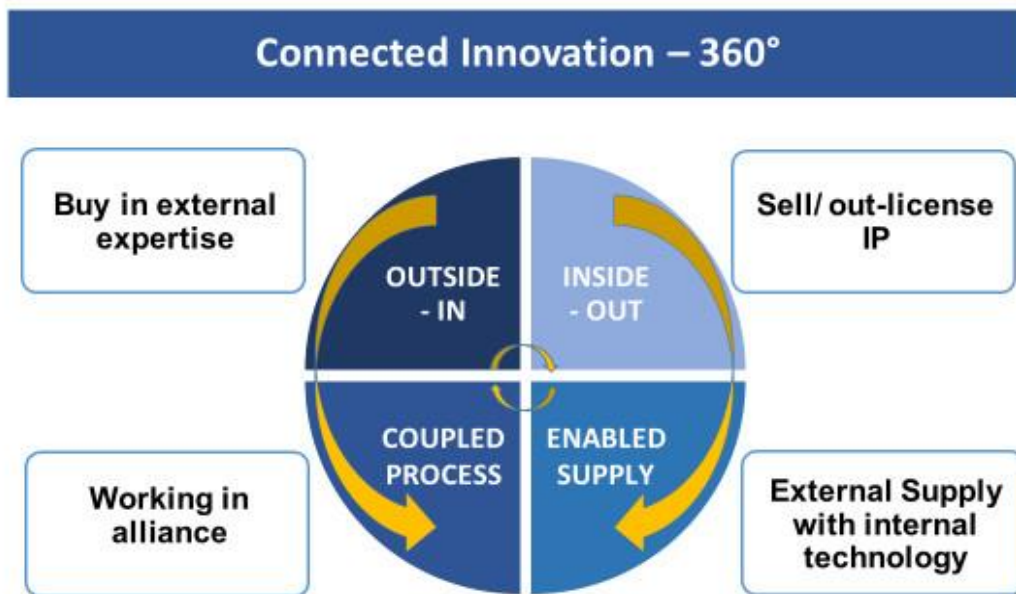 Connected Innovation – 360°
Buy in external
expertise
OUTSIDE
- IN
INSIDE
- OUT
Sell/ out-license
IP
Working in
alliance
COUPLED
PROCESS
ENABLED
SUPPLY
External Supply
with internal
technology